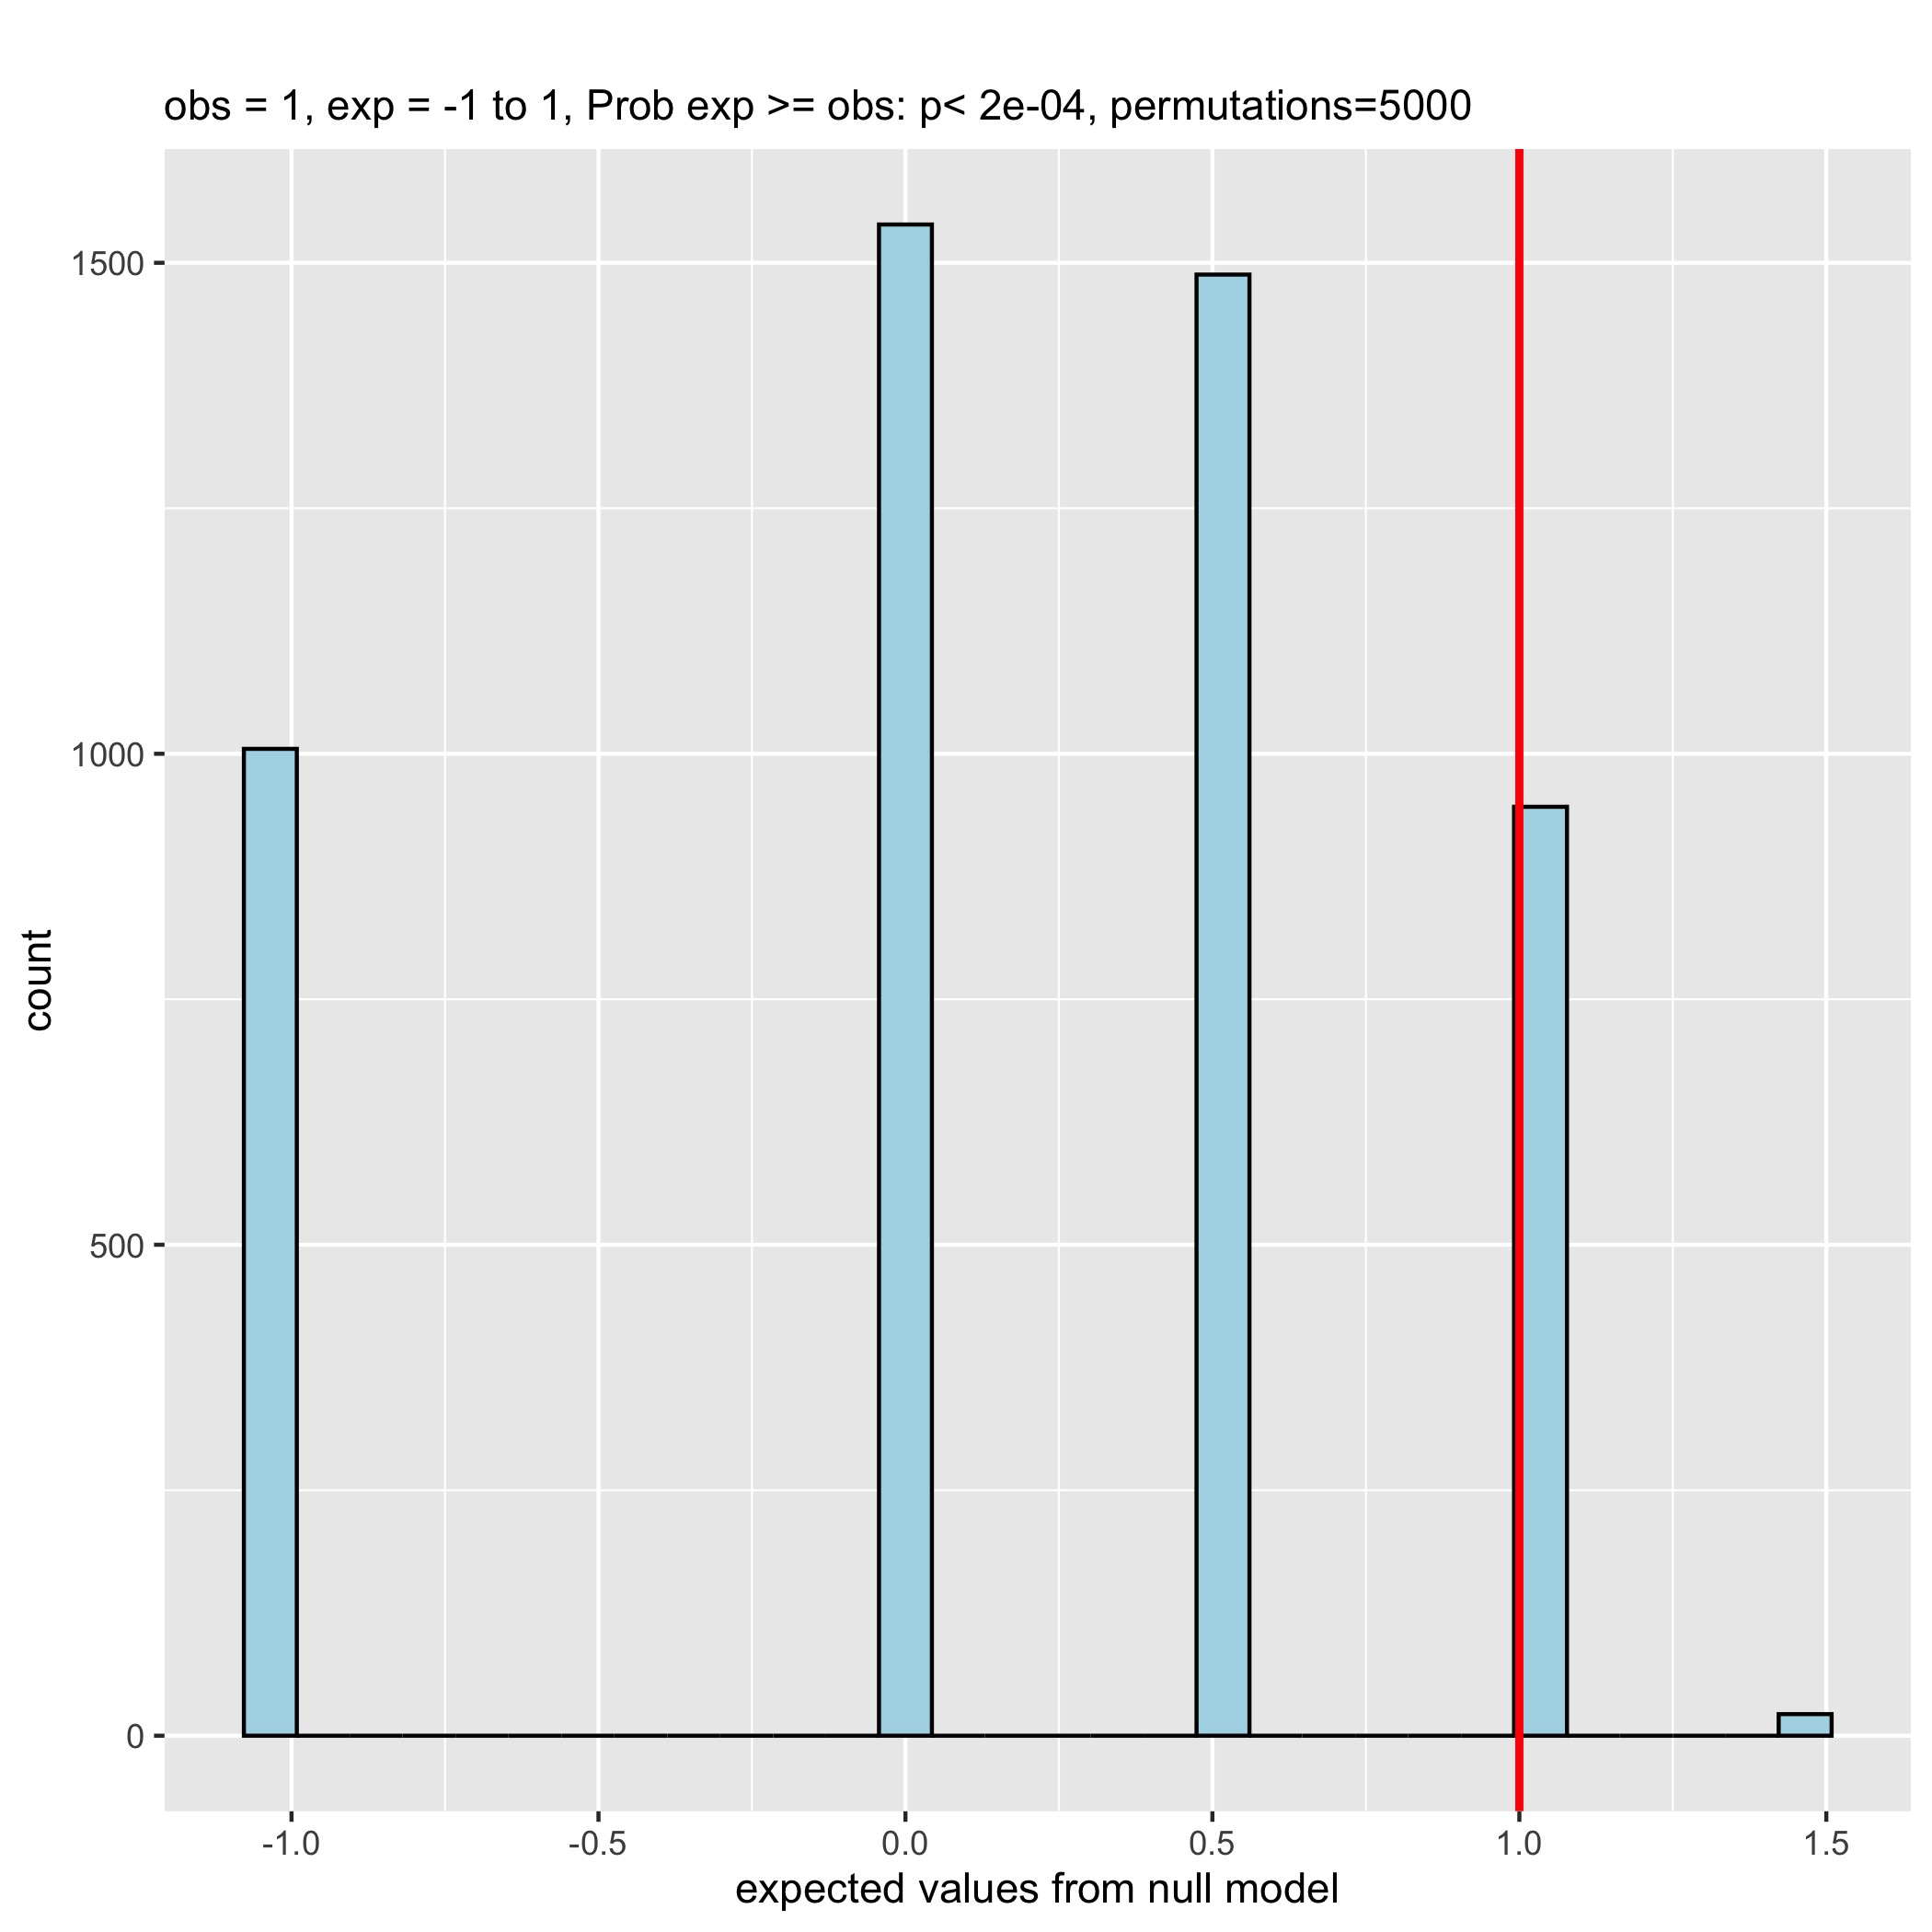 obs = 1, exp = -1 to 1, Prob exp >= obs: p< 2e-04, permutations=5000
1500
1000
500
0
count
-1.0 -0.5 0.0 0.5 1.0 1.5
expected values from null model